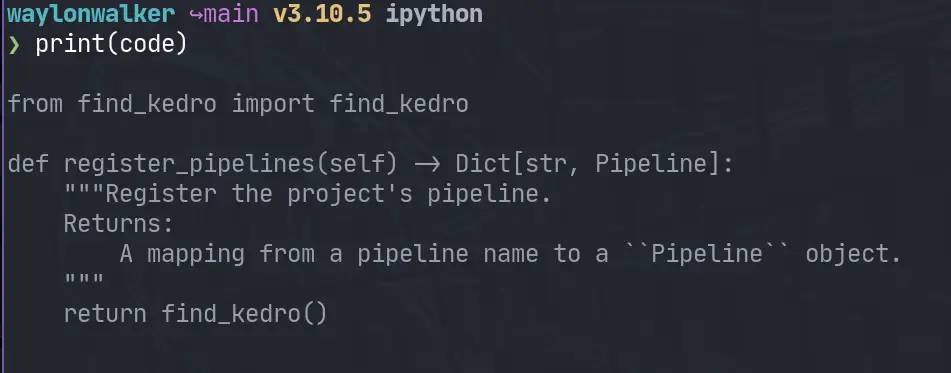 waylonwalker ↪main v3.10.5 ipython
❯ print(code)

from find_kedro import find_kedro

def register_pipelines(self) -> Dict[str, Pipeline]:
    """Register the project's pipeline.
    Returns:
        A mapping from a pipeline name to a ``Pipeline`` object.
    """
    return find_kedro()